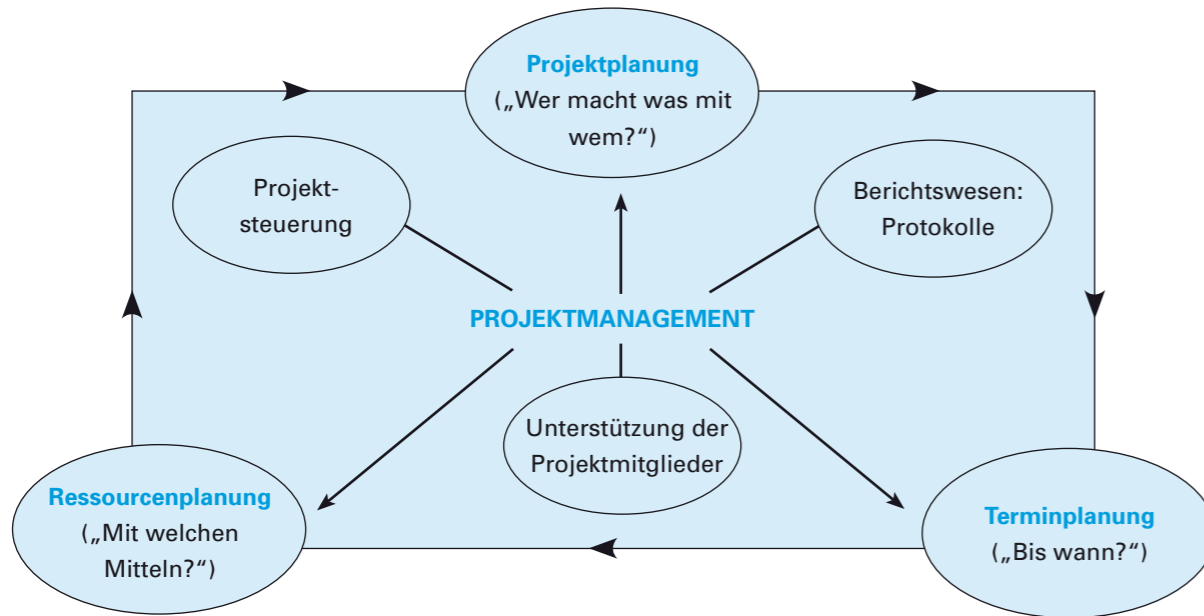 Projektplanung
(„Wer macht was mit
wem?“)
Projekt-
steuerung
Berichtswesen:
Protokolle
PROJEKTMANAGEMENT
Unterstützung der
Projektmitglieder
Ressourcenplanung
(„Mit welchen
Mitteln?“)
Terminplanung
(„Bis wann?“)